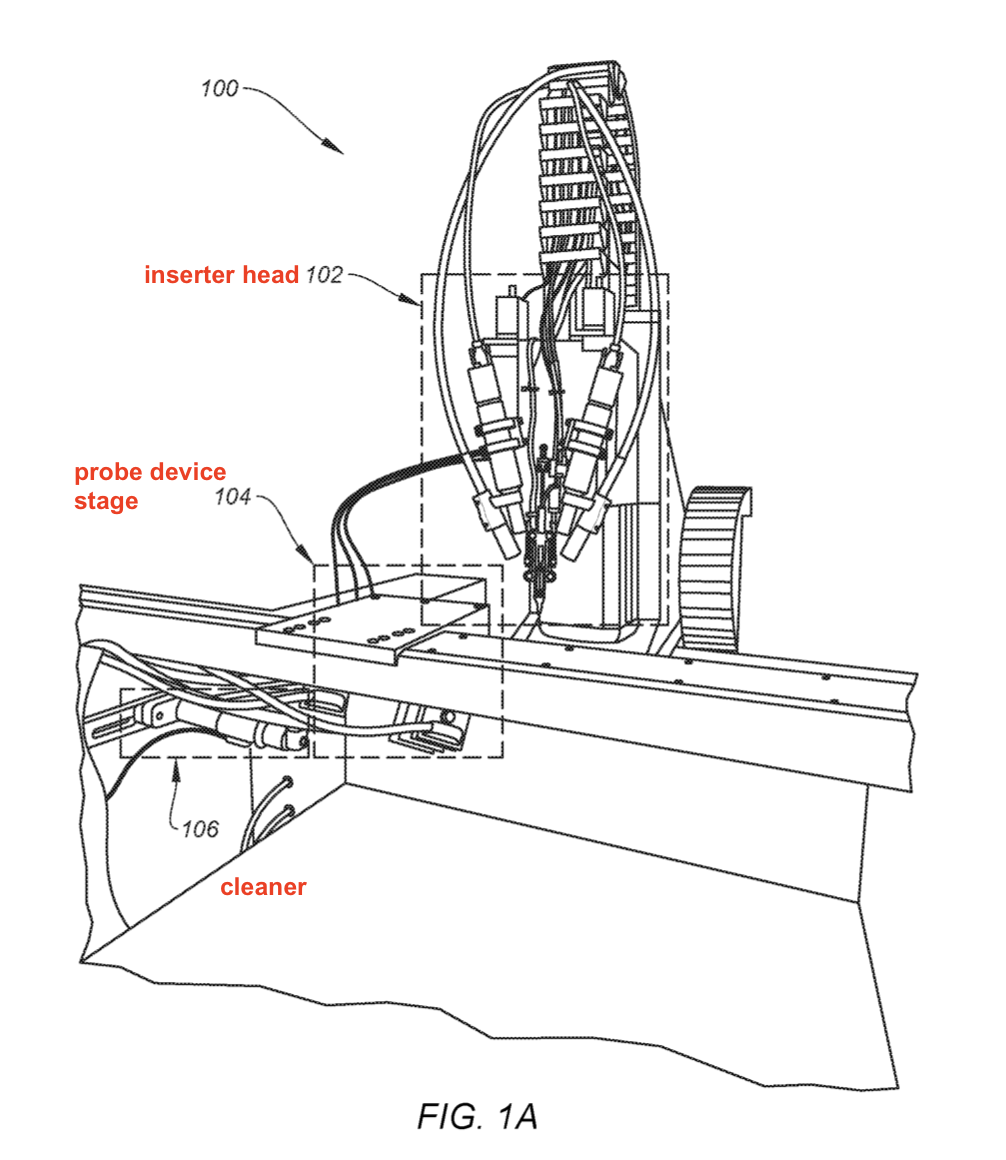 100
inserter head 102
probe device
stage 104
106
cleaner
FIG. 1A